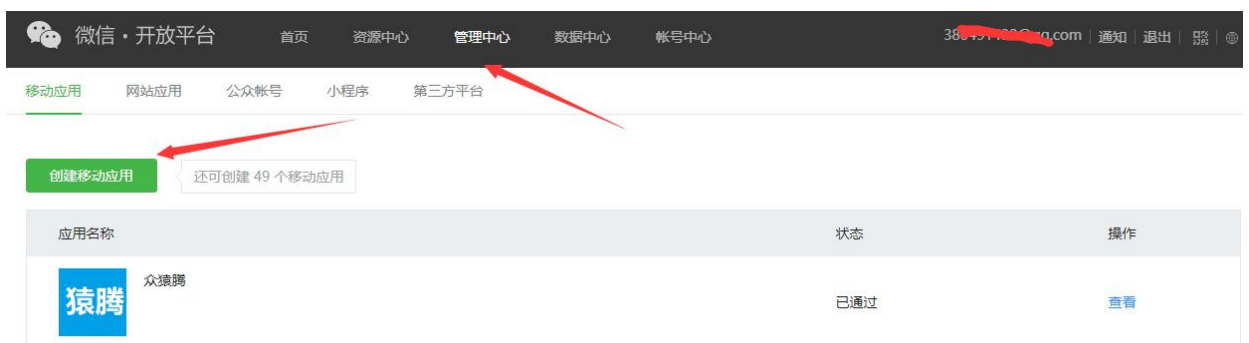 微信·开放平台 首页 资源中心 管理中心 数据中心 帐号中心 .com 通知 退出
移动应用 网站应用 公众帐号 小程序 第三方平台
创建移动应用 还可创建 49 个移动应用
应用名称 状态 操作
猿腾 众猿腾 已通过 查看